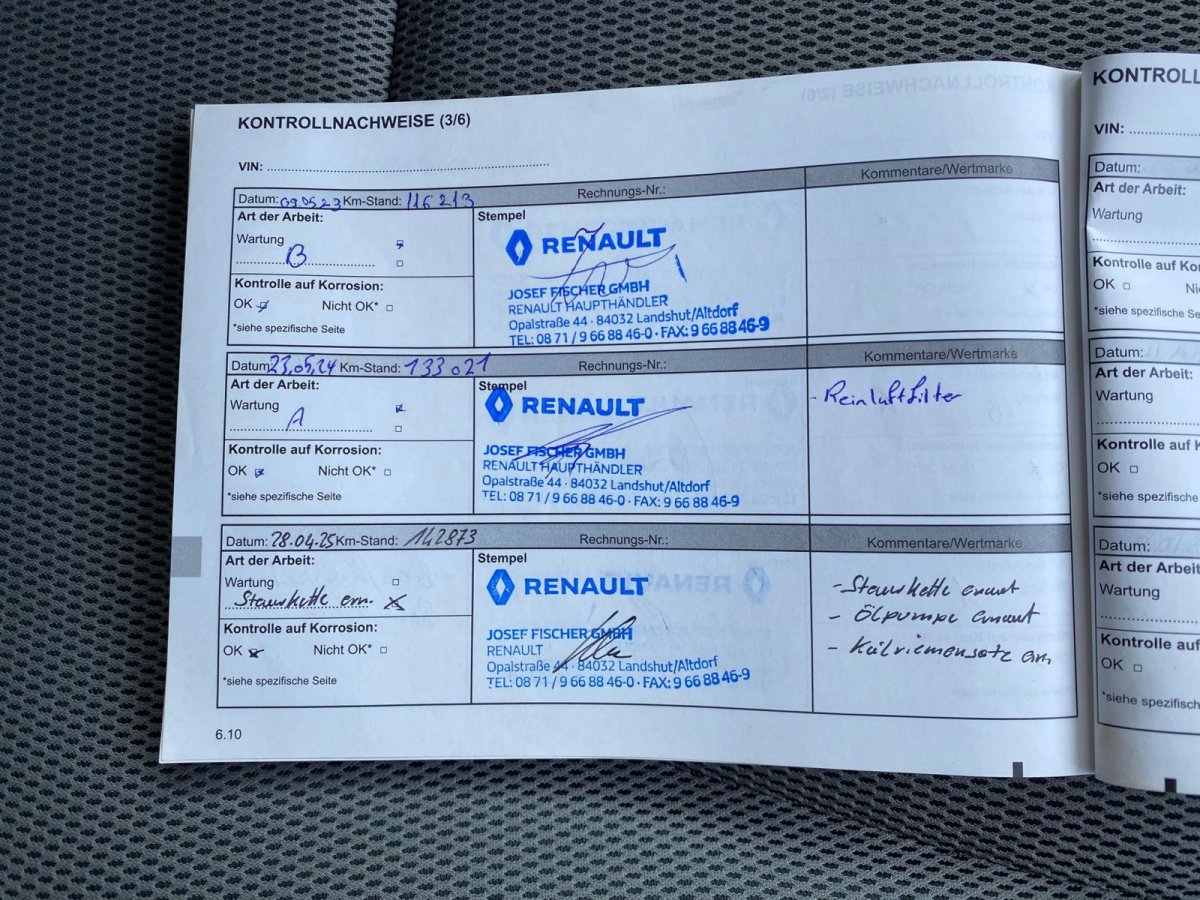 KONTROLLNACHWEISE (3/6)
VIN:
Datum: 09.05.23 Km-Stand: 116213 Rechnungs-Nr.: Kommentare/Wertmarke
Art der Arbeit:
Wartung
B
Kontrolle auf Korrosion:
OK Nicht OK*
*siehe spezifische Seite
Stempel
RENAULT
JOSEF FISCHER GMBH
RENAULT HAUPTHÄNDLER
Opalstraße 44 · 84032 Landshut/Altdorf
TEL: 08 71 / 9 66 88 46-0 · FAX: 9 66 88 46-9
Datum: 23.05.24 Km-Stand: 133021 Rechnungs-Nr.: Kommentare/Wertmarke
Art der Arbeit:
Wartung
A
Kontrolle auf Korrosion:
OK Nicht OK*
*siehe spezifische Seite
Stempel
RENAULT
JOSEF FISCHER GMBH
RENAULT HAUPTHÄNDLER
Opalstraße 44 · 84032 Landshut/Altdorf
TEL: 08 71 / 9 66 88 46-0 · FAX: 9 66 88 46-9
- Reinluftfilter
Datum: 28.04.25 Km-Stand: 142873 Rechnungs-Nr.: Kommentare/Wertmarke
Art der Arbeit:
Wartung
Steuerkette ern.
Kontrolle auf Korrosion:
OK Nicht OK*
*siehe spezifische Seite
Stempel
RENAULT
JOSEF FISCHER GMBH
RENAULT
Opalstraße 44 · 84032 Landshut/Altdorf
TEL: 08 71 / 9 66 88 46-0 · FAX: 9 66 88 46-9
- Steuerkette erneut
- Ölpumpe erneut
- Keilriemensatz ern.
6.10
KONTROLL
VIN:
Datum:
Art der Arbeit:
Wartung
Kontrolle auf Kor
OK Ni
*siehe spezifische Se
Datum:
Art der Arbeit:
Wartung
Kontrolle auf K
OK
*siehe spezifische
Datum:
Art der Arbeit
Wartung
Kontrolle auf
OK
*siehe spezifisch